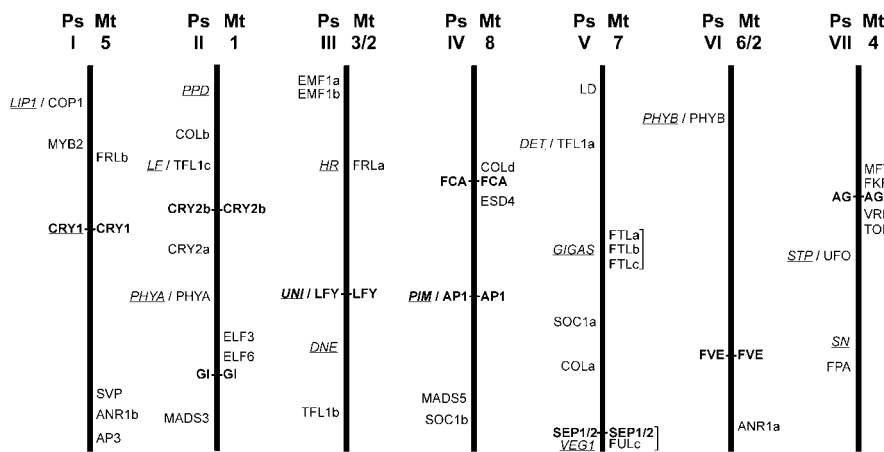 Ps Mt
I 5
LIP1 / COP1
MYB2
FRLb
CRY1 CRY1
SVP
ANR1b
AP3
Ps Mt
II 1
PPD
COLb
LF / TFL1c
CRY2b CRY2b
CRY2a
PHYA / PHYA
ELF3
ELF6
GI GI
MADS3
Ps Mt
III 3/2
EMF1a
EMF1b
HR FRLa
UNI / LFY LFY
DNE
TFL1b
Ps Mt
IV 8
COLd
FCA FCA
ESD4
PIM / AP1 AP1
MADS5
SOC1b
Ps Mt
V 7
LD
DET / TFL1a
FTLa
GIGAS FTLb
FTLc
SOC1a
COLa
SEP1/2 SEP1/2
VEG1 FULc
Ps Mt
VI 6/2
PHYB / PHYB
FVE FVE
ANR1a
Ps Mt
VII 4
AG AG
STP / UFO
SN
FPA